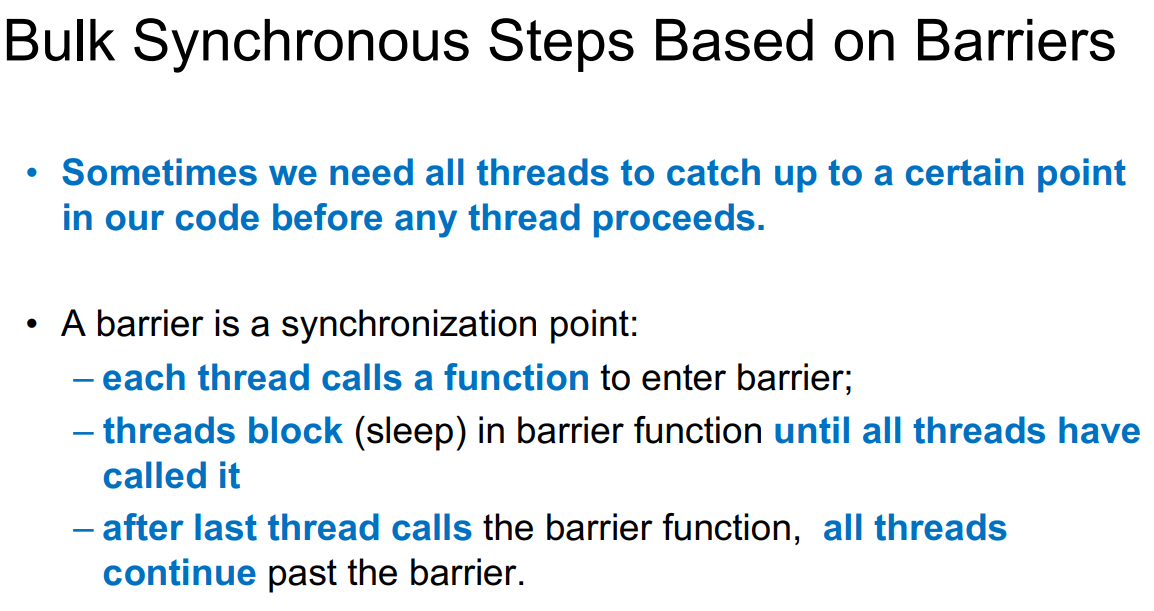 Bulk Synchronous Steps Based on Barriers
• Sometimes we need all threads to catch up to a certain point
in our code before any thread proceeds.
• A barrier is a synchronization point:
– each thread calls a function to enter barrier;
– threads block (sleep) in barrier function until all threads have
called it
– after last thread calls the barrier function,  all threads
continue past the barrier.